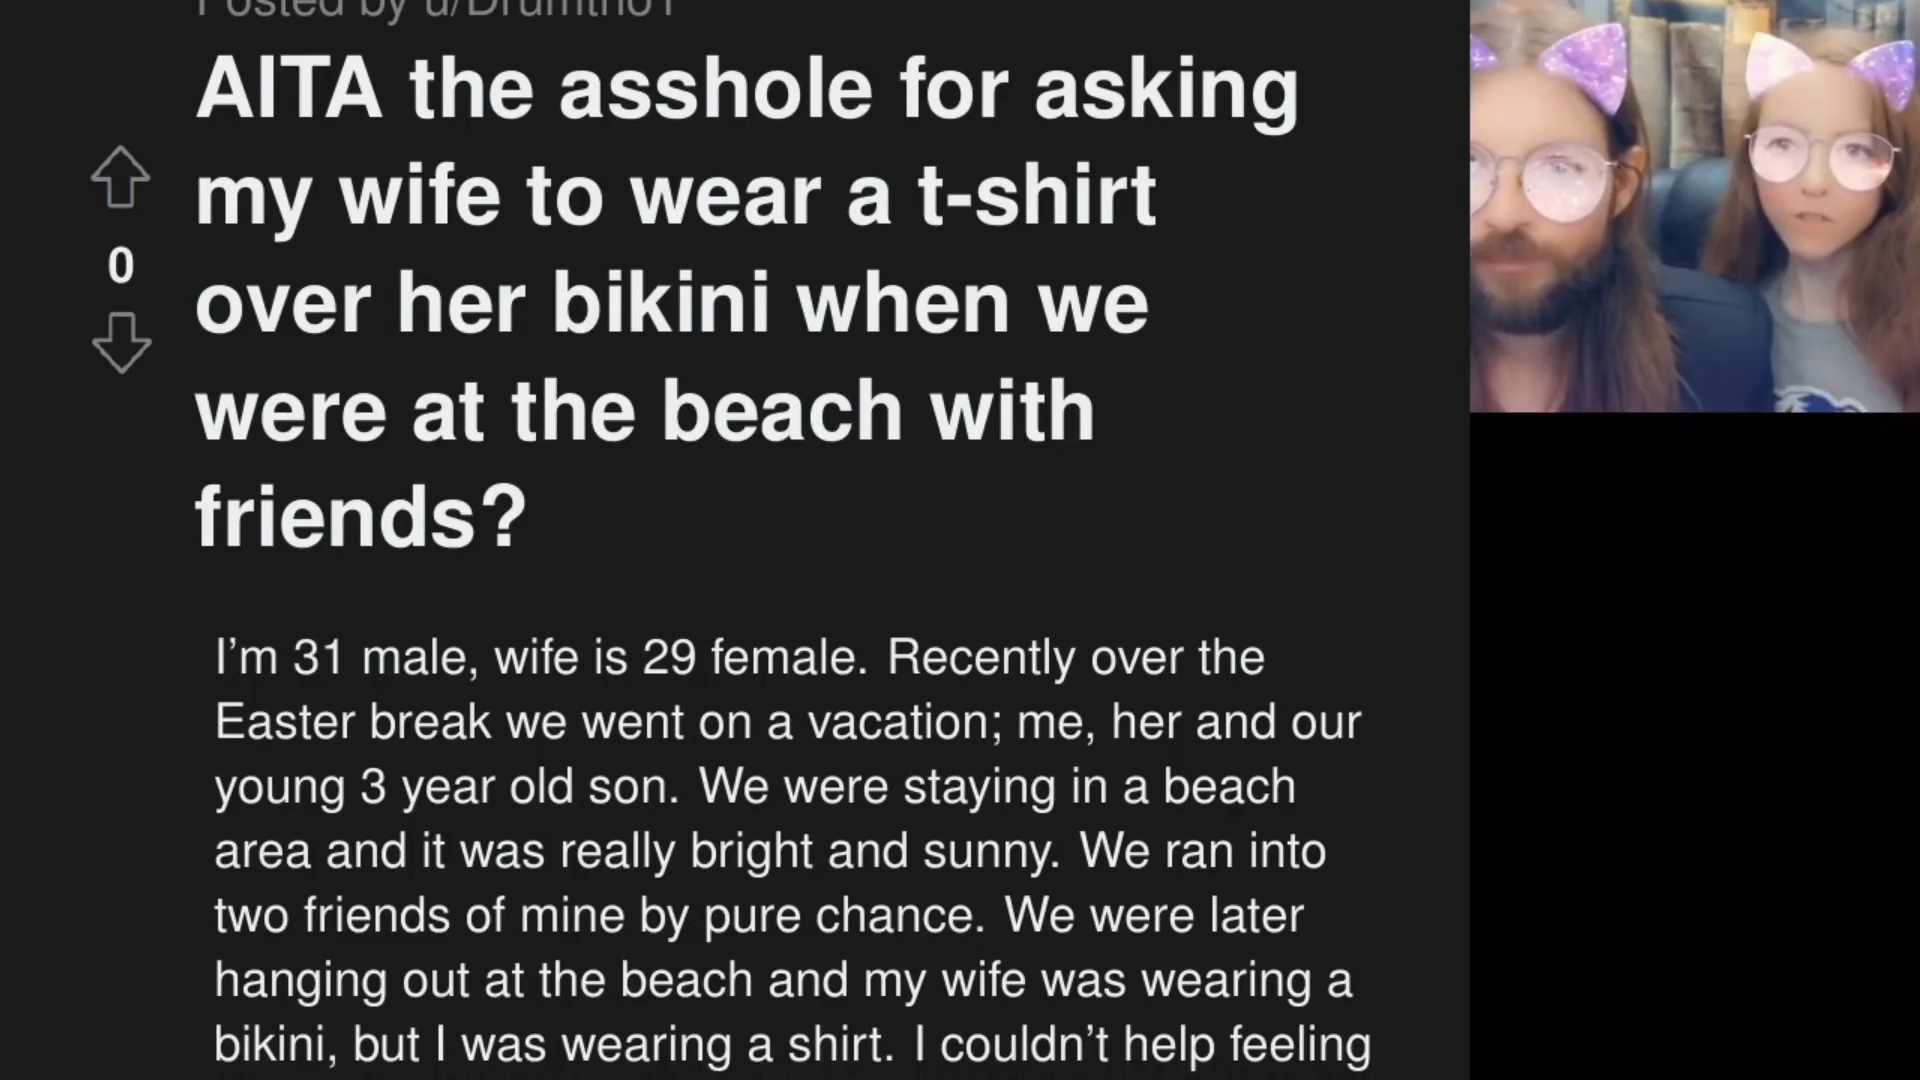 Posted by
AITA the asshole for asking
my wife to wear a t-shirt
over her bikini when we
0
were at the beach with
friends?
I’m 31 male, wife is 29 female. Recently over the
Easter break we went on a vacation; me, her and our
young 3 year old son. We were staying in a beach
area and it was really bright and sunny. We ran into
two friends of mine by pure chance. We were later
hanging out at the beach and my wife was wearing a
bikini, but I was wearing a shirt. I couldn’t help feeling